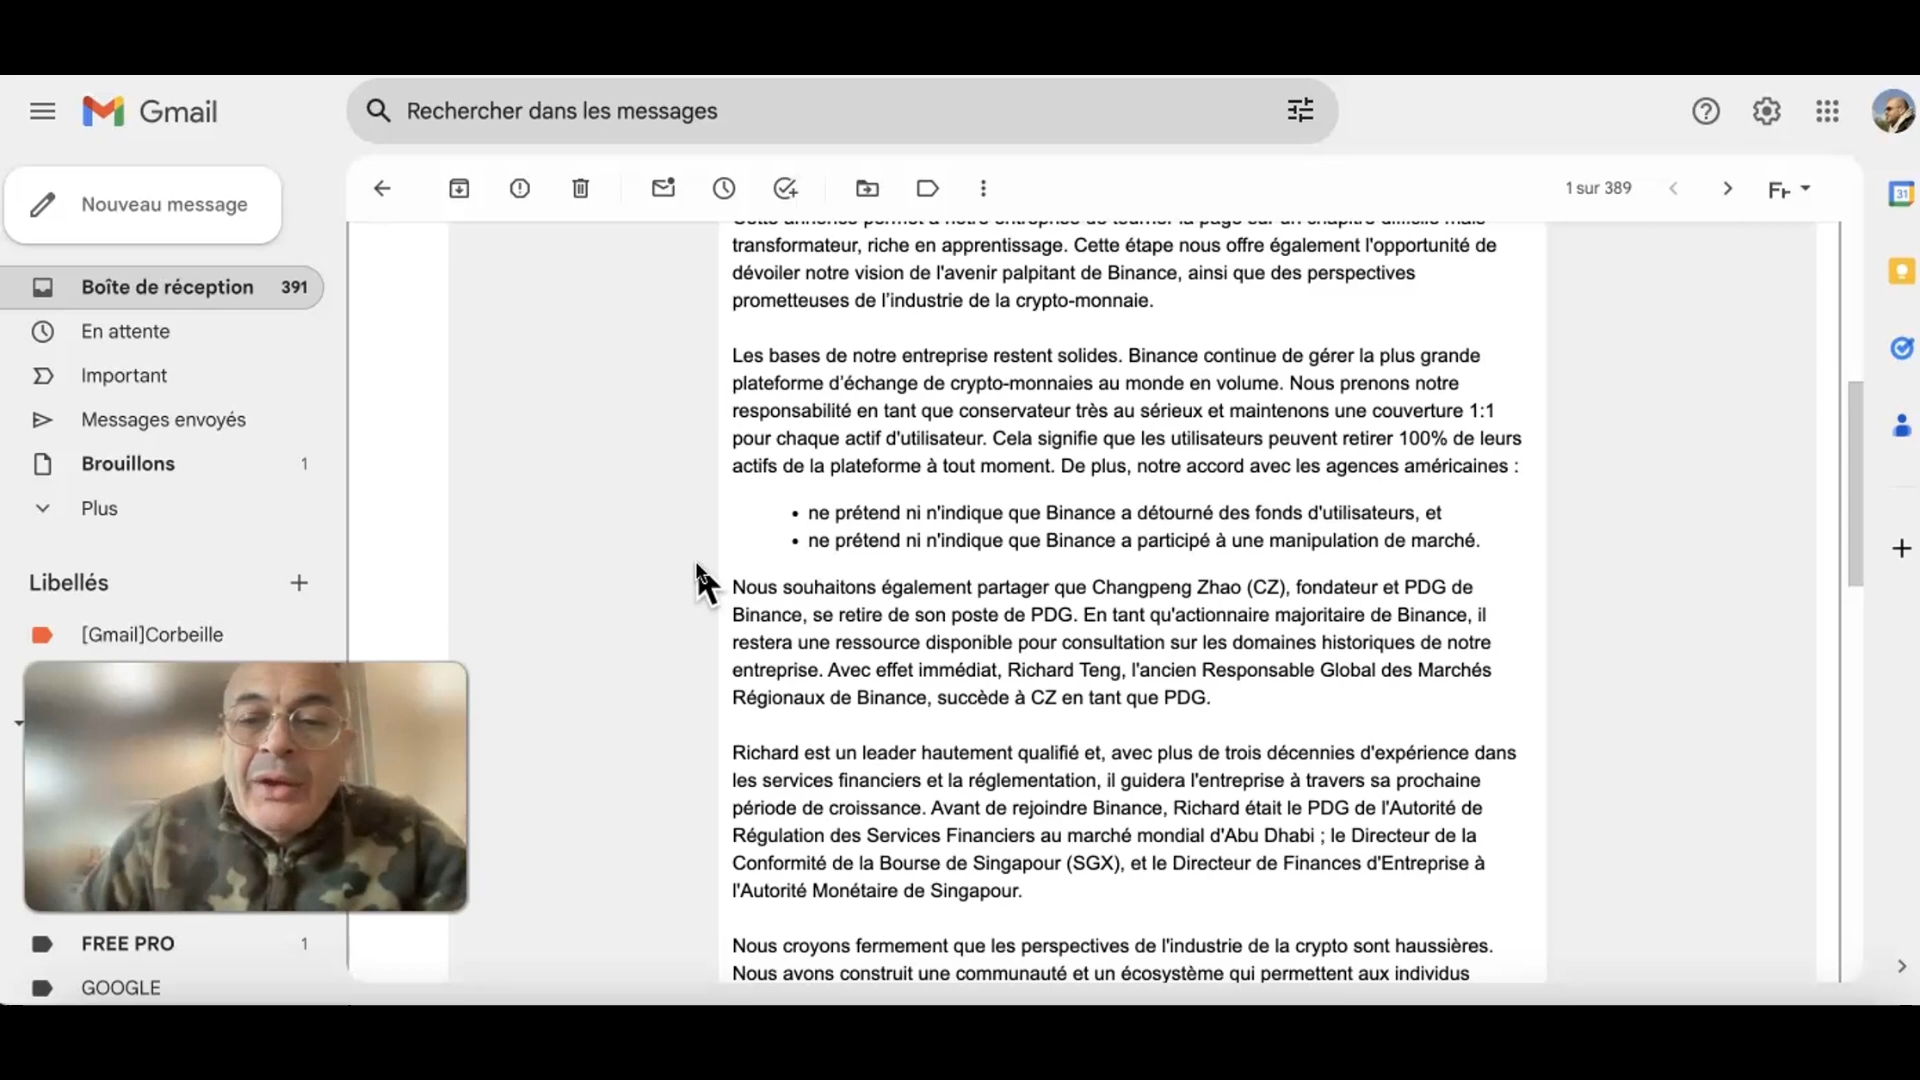 Gmail
Rechercher dans les messages
Nouveau message
1 sur 389
Boîte de réception 391
En attente
Important
Messages envoyés
Brouillons 1
Plus
Libellés
[Gmail]Corbeille
FREE PRO 1
GOOGLE
31
Cette annonce permet à notre entreprise de tourner la page sur un chapitre difficile mais
transformateur, riche en apprentissage. Cette étape nous offre également l'opportunité de
dévoiler notre vision de l'avenir palpitant de Binance, ainsi que des perspectives
prometteuses de l'industrie de la crypto-monnaie.
Les bases de notre entreprise restent solides. Binance continue de gérer la plus grande
plateforme d'échange de crypto-monnaies au monde en volume. Nous prenons notre
responsabilité en tant que conservateur très au sérieux et maintenons une couverture 1:1
pour chaque actif d'utilisateur. Cela signifie que les utilisateurs peuvent retirer 100% de leurs
actifs de la plateforme à tout moment. De plus, notre accord avec les agences américaines :
• ne prétend ni n'indique que Binance a détourné des fonds d'utilisateurs, et
• ne prétend ni n'indique que Binance a participé à une manipulation de marché.
Nous souhaitons également partager que Changpeng Zhao (CZ), fondateur et PDG de
Binance, se retire de son poste de PDG. En tant qu'actionnaire majoritaire de Binance, il
restera une ressource disponible pour consultation sur les domaines historiques de notre
entreprise. Avec effet immédiat, Richard Teng, l'ancien Responsable Global des Marchés
Régionaux de Binance, succède à CZ en tant que PDG.
Richard est un leader hautement qualifié et, avec plus de trois décennies d'expérience dans
les services financiers et la réglementation, il guidera l'entreprise à travers sa prochaine
période de croissance. Avant de rejoindre Binance, Richard était le PDG de l'Autorité de
Régulation des Services Financiers au marché mondial d'Abu Dhabi ; le Directeur de la
Conformité de la Bourse de Singapour (SGX), et le Directeur de Finances d'Entreprise à
l'Autorité Monétaire de Singapour.
Nous croyons fermement que les perspectives de l'industrie de la crypto sont haussières.
Nous avons construit une communauté et un écosystème qui permettent aux individus